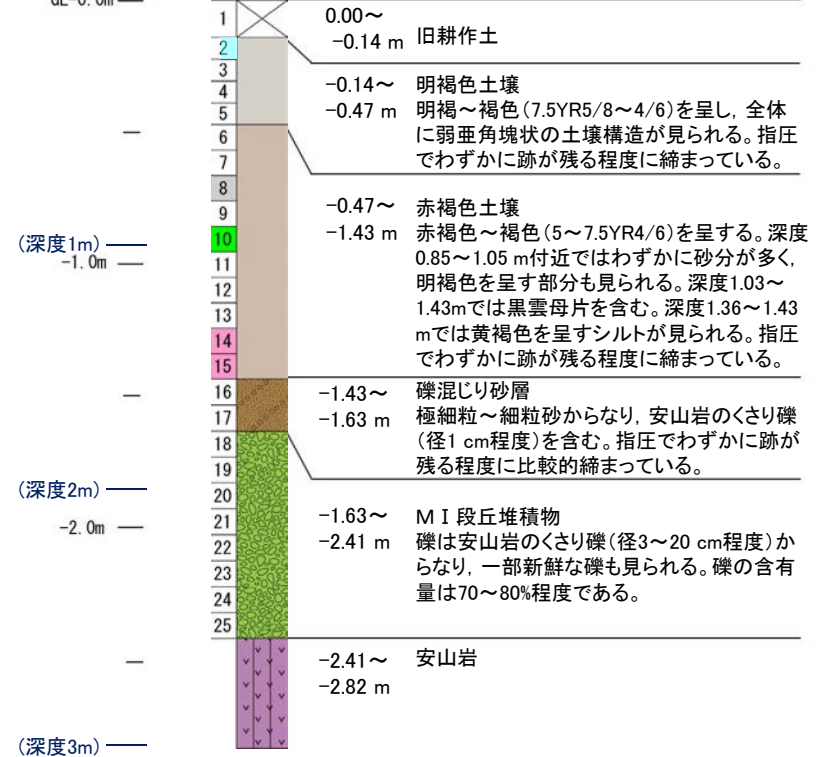 1
2
3
4
5
6
7
8
9
10
11
12
13
14
15
16
17
18
19
20
21
22
23
24
25
(深度1m)
-1.0m
(深度2m)
-2.0m
(深度3m)
0.00～
-0.14 m
旧耕作土
-0.14～
-0.47 m
明褐色土壌
明褐～褐色(7.5YR5/8～4/6)を呈し，全体
に弱亜角塊状の土壌構造が見られる。指圧
でわずかに跡が残る程度に締まっている。
-0.47～
-1.43 m
赤褐色土壌
赤褐色～褐色(5～7.5YR4/6)を呈する。深度
0.85～1.05 m付近ではわずかに砂分が多く，
明褐色を呈す部分も見られる。深度1.03～
1.43mでは黒雲母片を含む。深度1.36～1.43
mでは黄褐色を呈すシルトが見られる。指圧
でわずかに跡が残る程度に締まっている。
-1.43～
-1.63 m
礫混じり砂層
極細粒～細粒砂からなり，安山岩のくさり礫
(径1 cm程度)を含む。指圧でわずかに跡が
残る程度に比較的締まっている。
-1.63～
-2.41 m
ＭⅠ段丘堆積物
礫は安山岩のくさり礫(径3～20 cm程度)か
らなり，一部新鮮な礫も見られる。礫の含有
量は70～80%程度である。
-2.41～
-2.82 m
安山岩